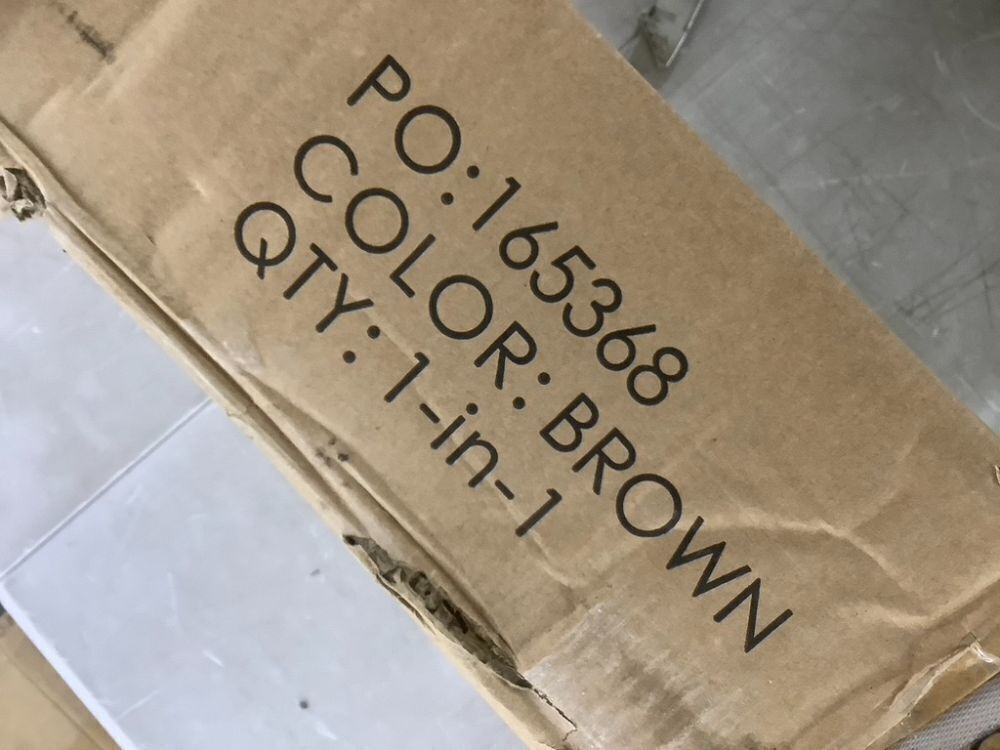 PO:165368
COLOR: BROWN
QTY: 1-in-1